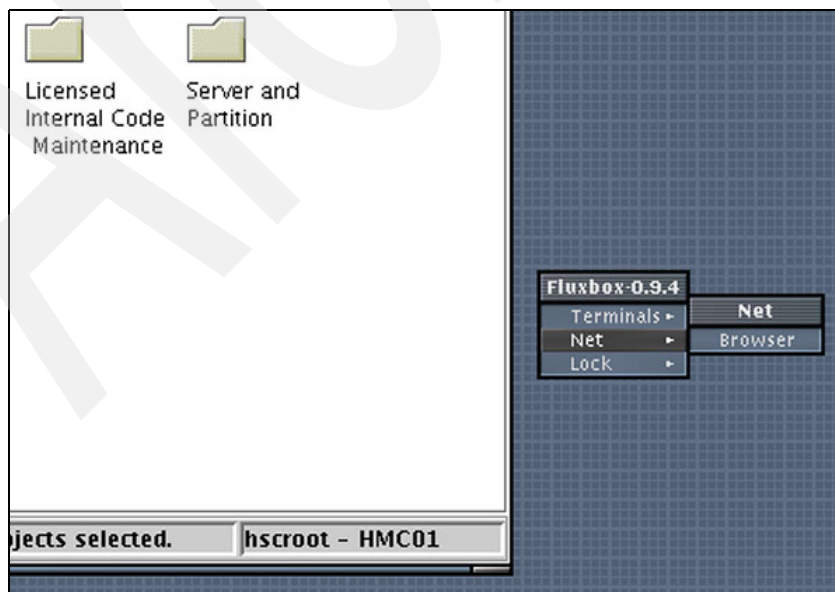 Licensed
Internal Code
Maintenance
Server and
Partition
Fluxbox-0.9.4
Terminals
Net
Lock
Net
Browser
jects selected.
hscroot - HMC01